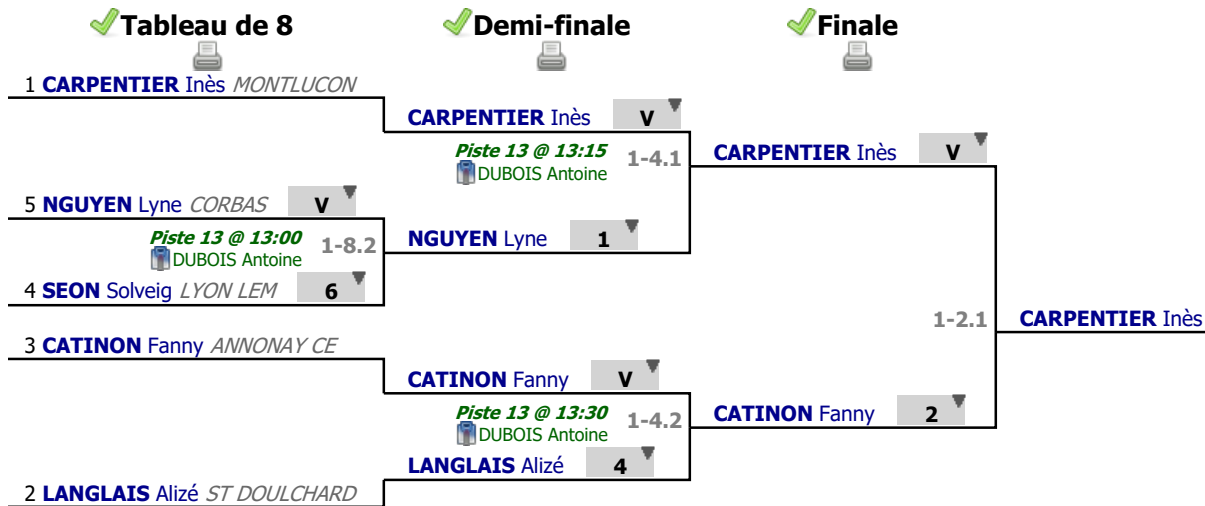 Tableau de 8
Demi-finale
Finale
1 CARPENTIER Inès MONTLUCON
CARPENTIER Inès V
Piste 13 @ 13:15 1-4.1
DUBOIS Antoine
CARPENTIER Inès V
5 NGUYEN Lyne CORBAS V
Piste 13 @ 13:00 1-8.2
DUBOIS Antoine
NGUYEN Lyne 1
4 SEON Solveig LYON LEM 6
1-2.1 CARPENTIER Inès
3 CATINON Fanny ANNONAY CE
CATINON Fanny V
Piste 13 @ 13:30 1-4.2
DUBOIS Antoine
CATINON Fanny 2
LANGLAIS Alizé 4
2 LANGLAIS Alizé ST DOULCHARD